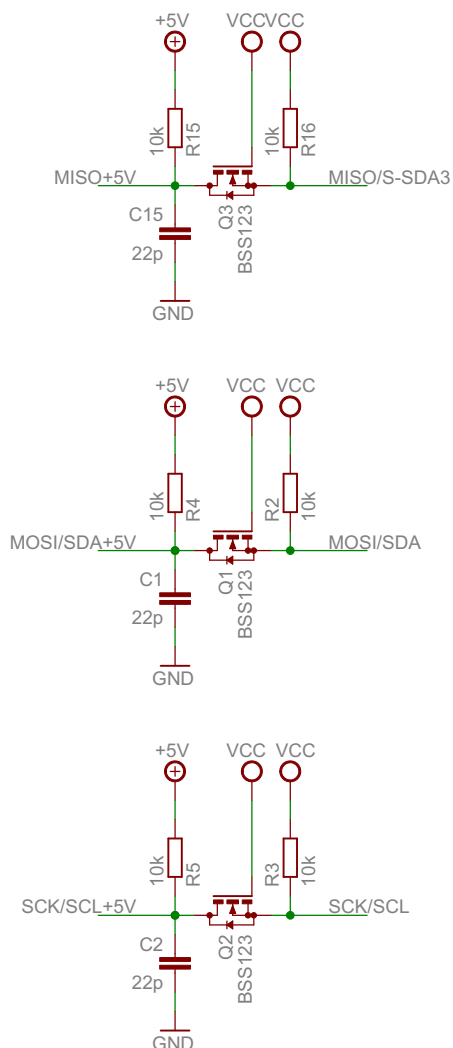 +5V
VCC
VCC
10k
R15
10k
R16
MISO+5V
MISO/S-SDA3
C15
22p
Q3
BSS123
GND
+5V
VCC
VCC
10k
R4
R2
10k
MOSI/SDA+5V
MOSI/SDA
C1
22p
Q1
BSS123
GND
+5V
VCC
VCC
10k
R5
R3
10k
SCK/SCL+5V
SCK/SCL
C2
22p
Q2
BSS123
GND